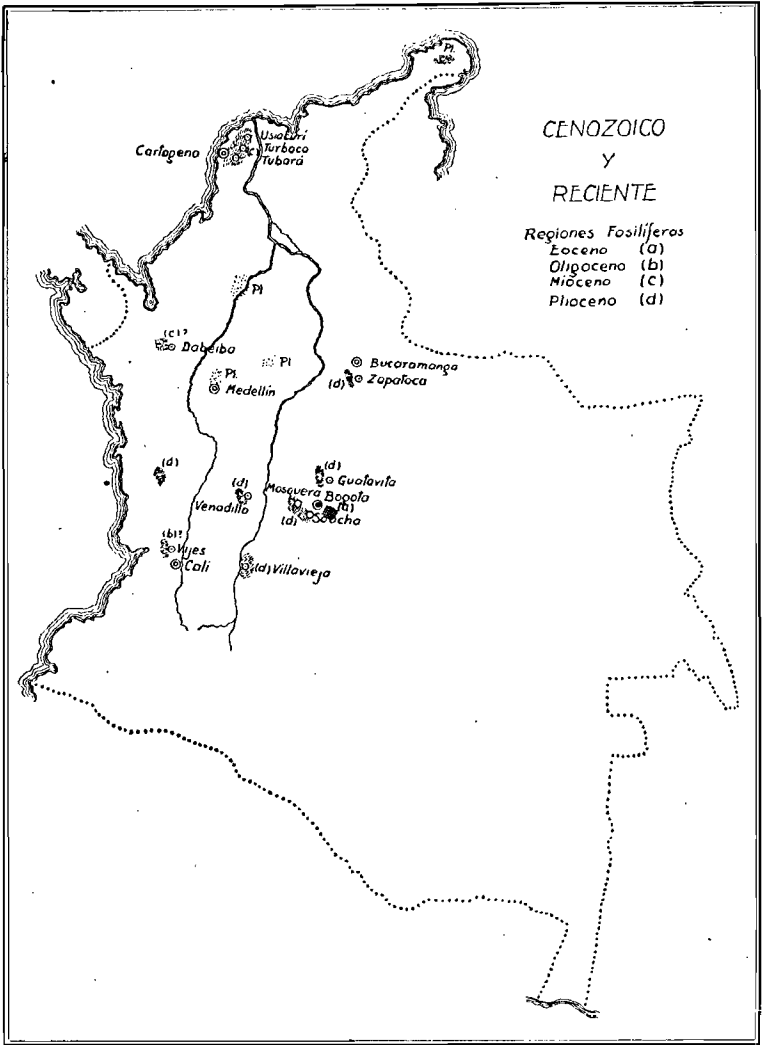 Pl.
CENOZOICO
Y
RECIENTE
Regiones Fosilíferas
Eoceno (a)
Oligoceno (b)
Mioceno (c)
Plioceno (d)
Usiacurí
Cartagena
Turbaco
(c)
Tubará
Pl
(c)?
Dabeiba
Pl
Bucaramanga
(d) Zapatoca
Pl.
Medellín
(d)
(d)
Guatavita
(d)
Mosquera Bogota
Venadillo
(a)
(d) Soacha
(b)?
Vijes
Cali
(d) Villavieja